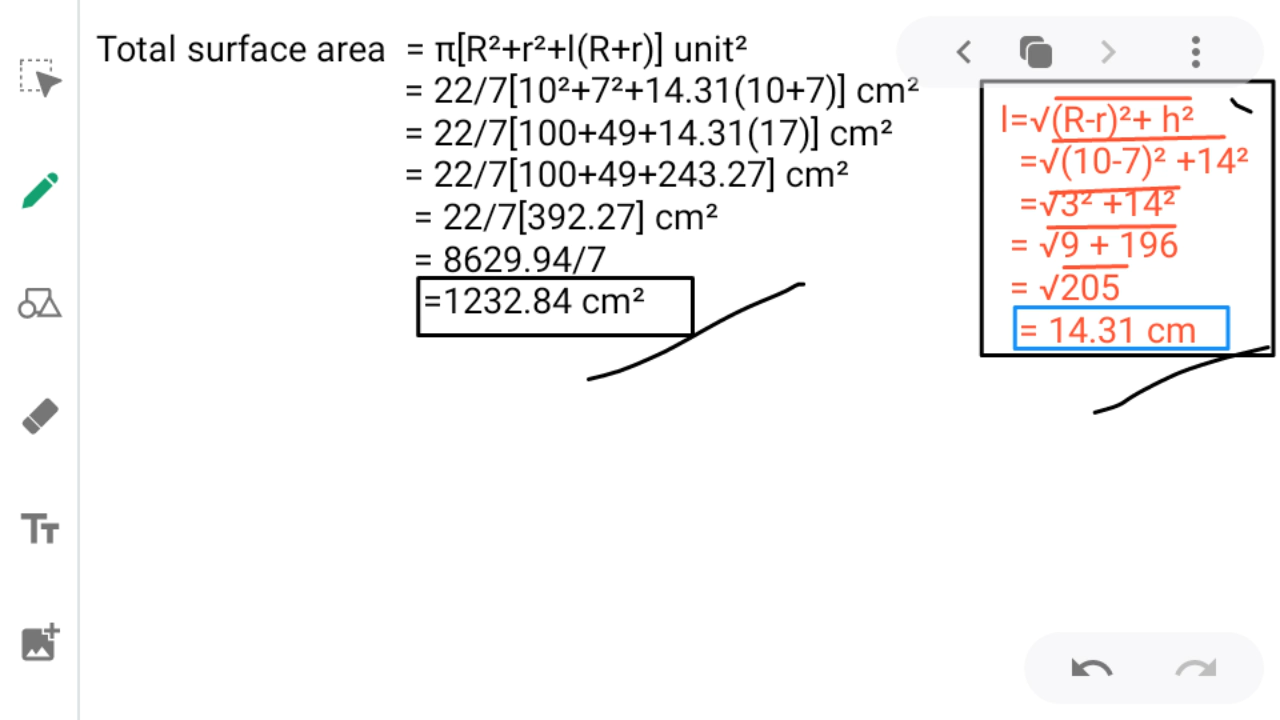 Total surface area = π[R²+r²+l(R+r)] unit²
= 22/7[10²+7²+14.31(10+7)] cm²
= 22/7[100+49+14.31(17)] cm²
= 22/7[100+49+243.27] cm²
= 22/7[392.27] cm²
= 8629.94/7
=1232.84 cm²
l=√(R-r)²+ h²
=√(10-7)² +14²
=√3² +14²
= √9 + 196
= √205
= 14.31 cm
TT